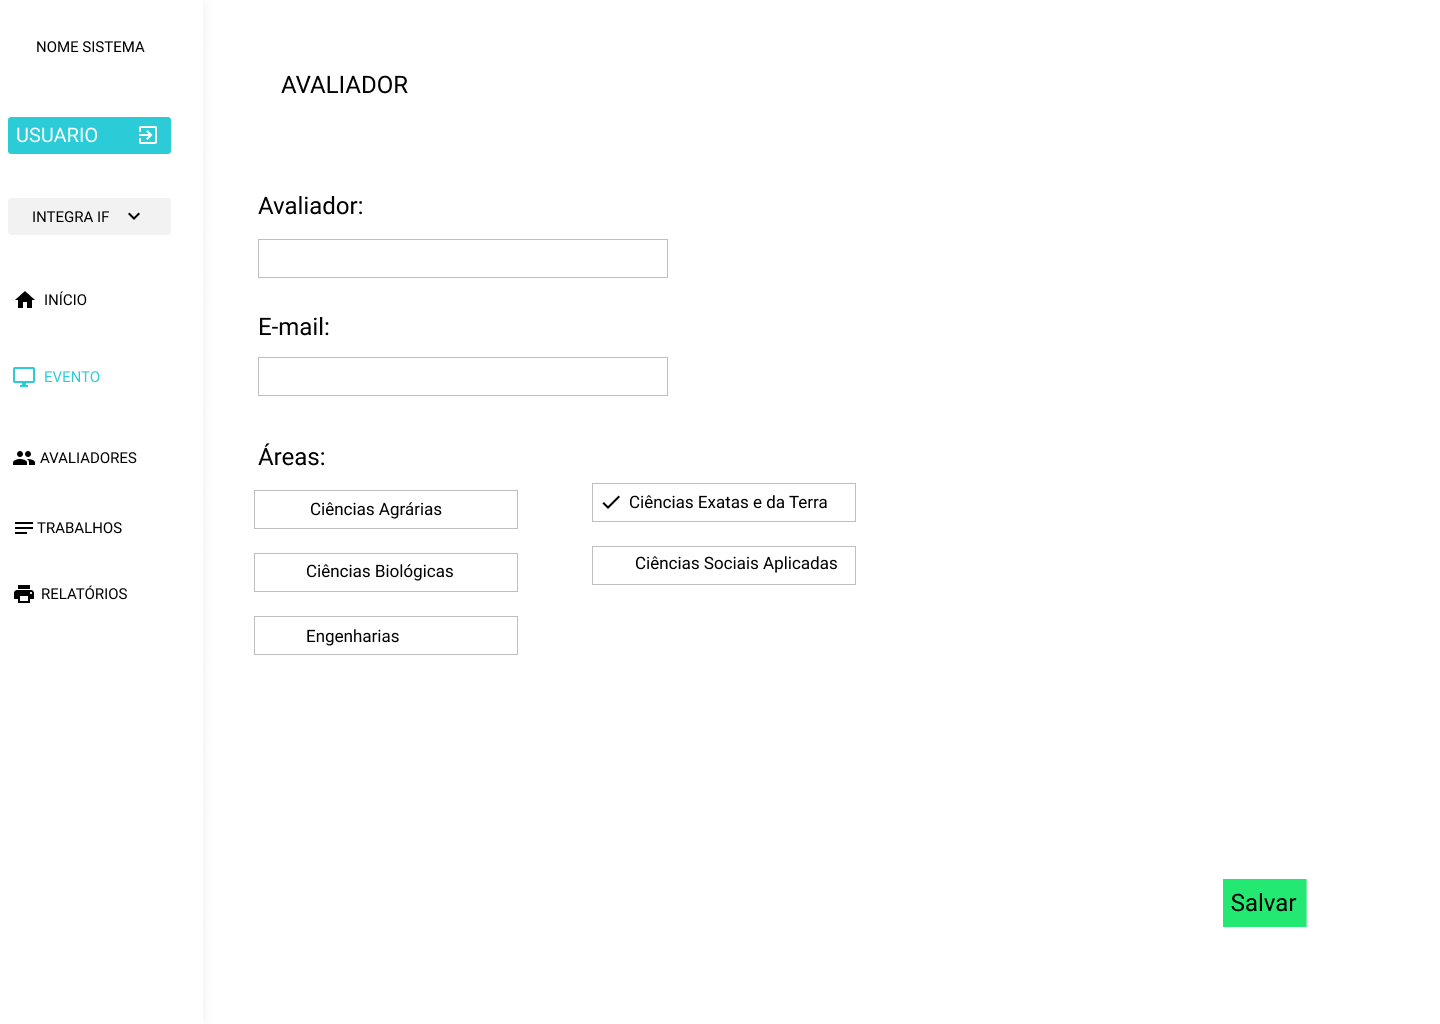 NOME SISTEMA
USUARIO
INTEGRA IF
INÍCIO
EVENTO
AVALIADORES
TRABALHOS
RELATÓRIOS
AVALIADOR
Avaliador:
E-mail:
Áreas:
Ciências Agrárias
Ciências Exatas e da Terra
Ciências Biológicas
Ciências Sociais Aplicadas
Engenharias
Salvar